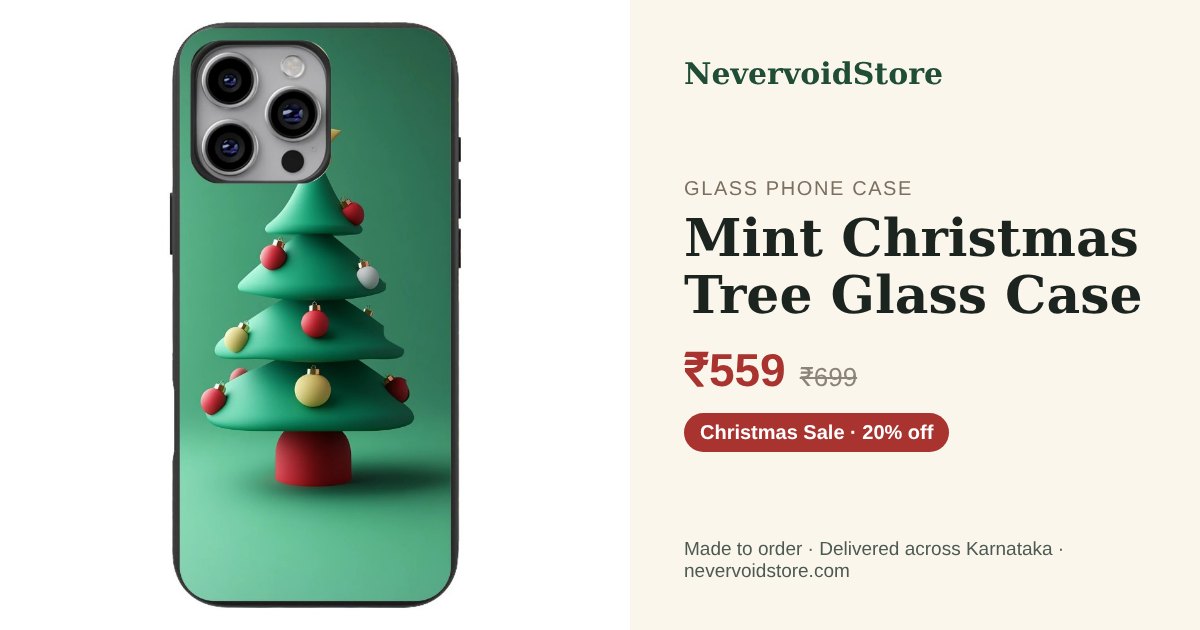 NevervoidStore
GLASS PHONE CASE
Mint Christmas
Tree Glass Case
₹559 ₹699
Christmas Sale · 20% off
Made to order · Delivered across Karnataka ·
nevervoidstore.com